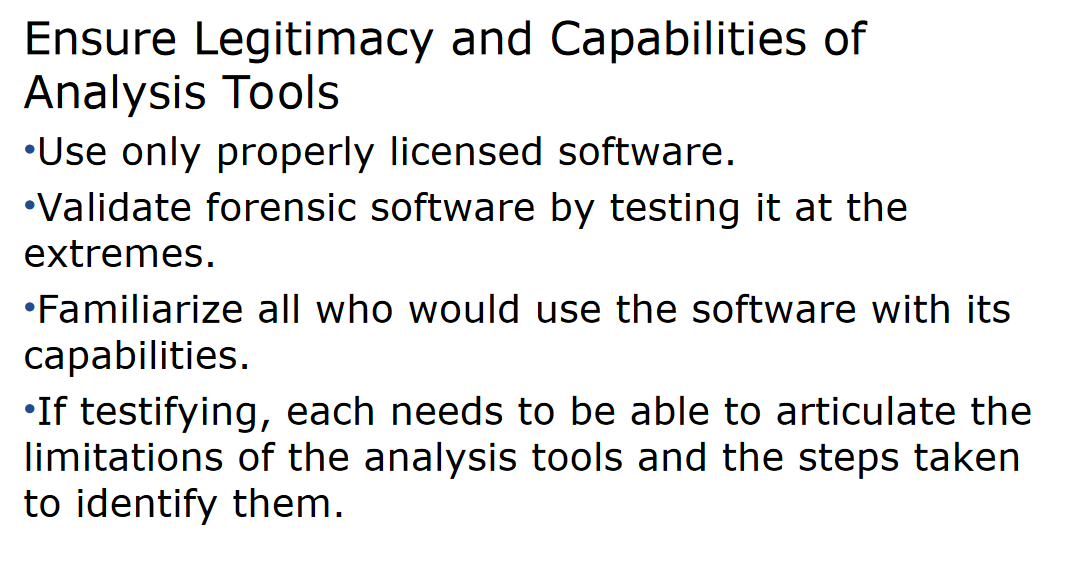 Ensure Legitimacy and Capabilities of
Analysis Tools
•Use only properly licensed software.
•Validate forensic software by testing it at the
extremes.
•Familiarize all who would use the software with its
capabilities.
•If testifying, each needs to be able to articulate the
limitations of the analysis tools and the steps taken
to identify them.